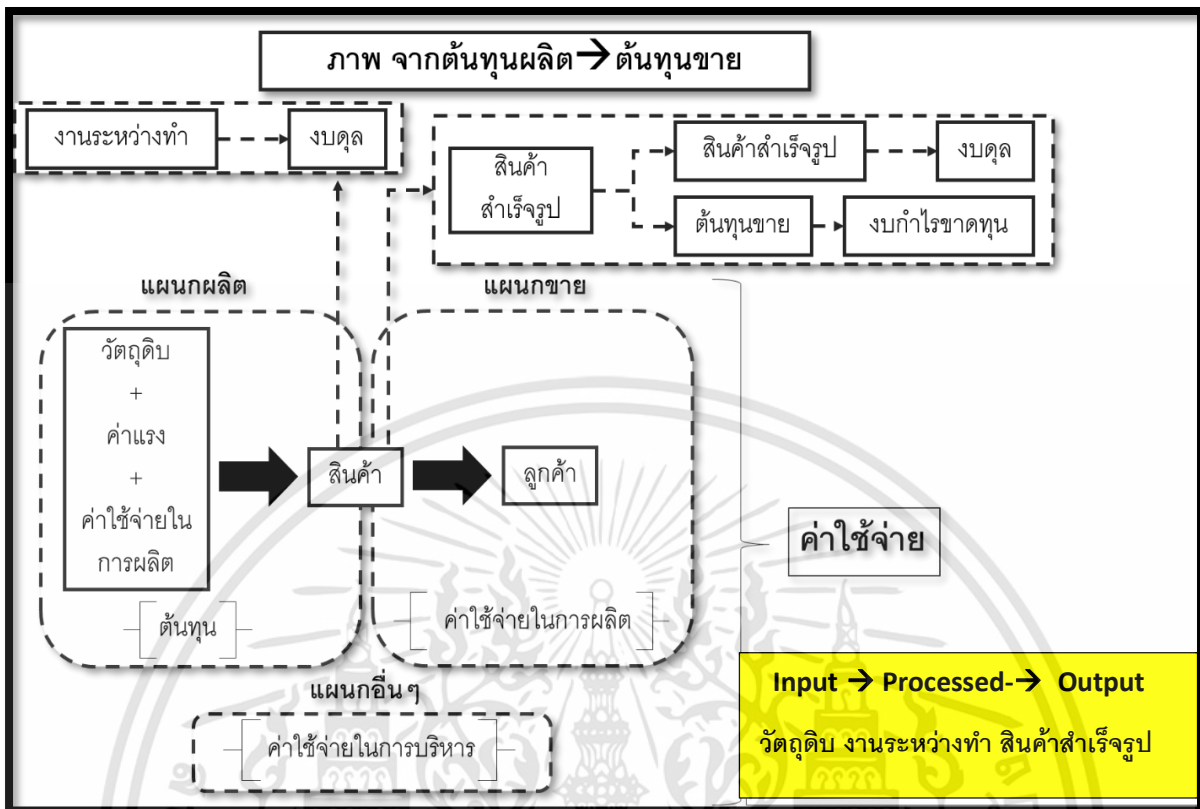 ภาพ จากต้นทุนผลิต→ต้นทุนขาย
งานระหว่างทำ
งบดุล
สินค้า
สำเร็จรูป
สินค้าสำเร็จรูป
งบดุล
ต้นทุนขาย
งบกำไรขาดทุน
แผนกผลิต
แผนกขาย
วัตถุดิบ
+
ค่าแรง
+
ค่าใช้จ่ายใน
การผลิต
สินค้า
ลูกค้า
ต้นทุน
ค่าใช้จ่ายในการผลิต
ค่าใช้จ่าย
แผนกอื่นๆ
ค่าใช้จ่ายในการบริหาร
Input → Processed-→ Output
วัตถุดิบ งานระหว่างทำ สินค้าสำเร็จรูป